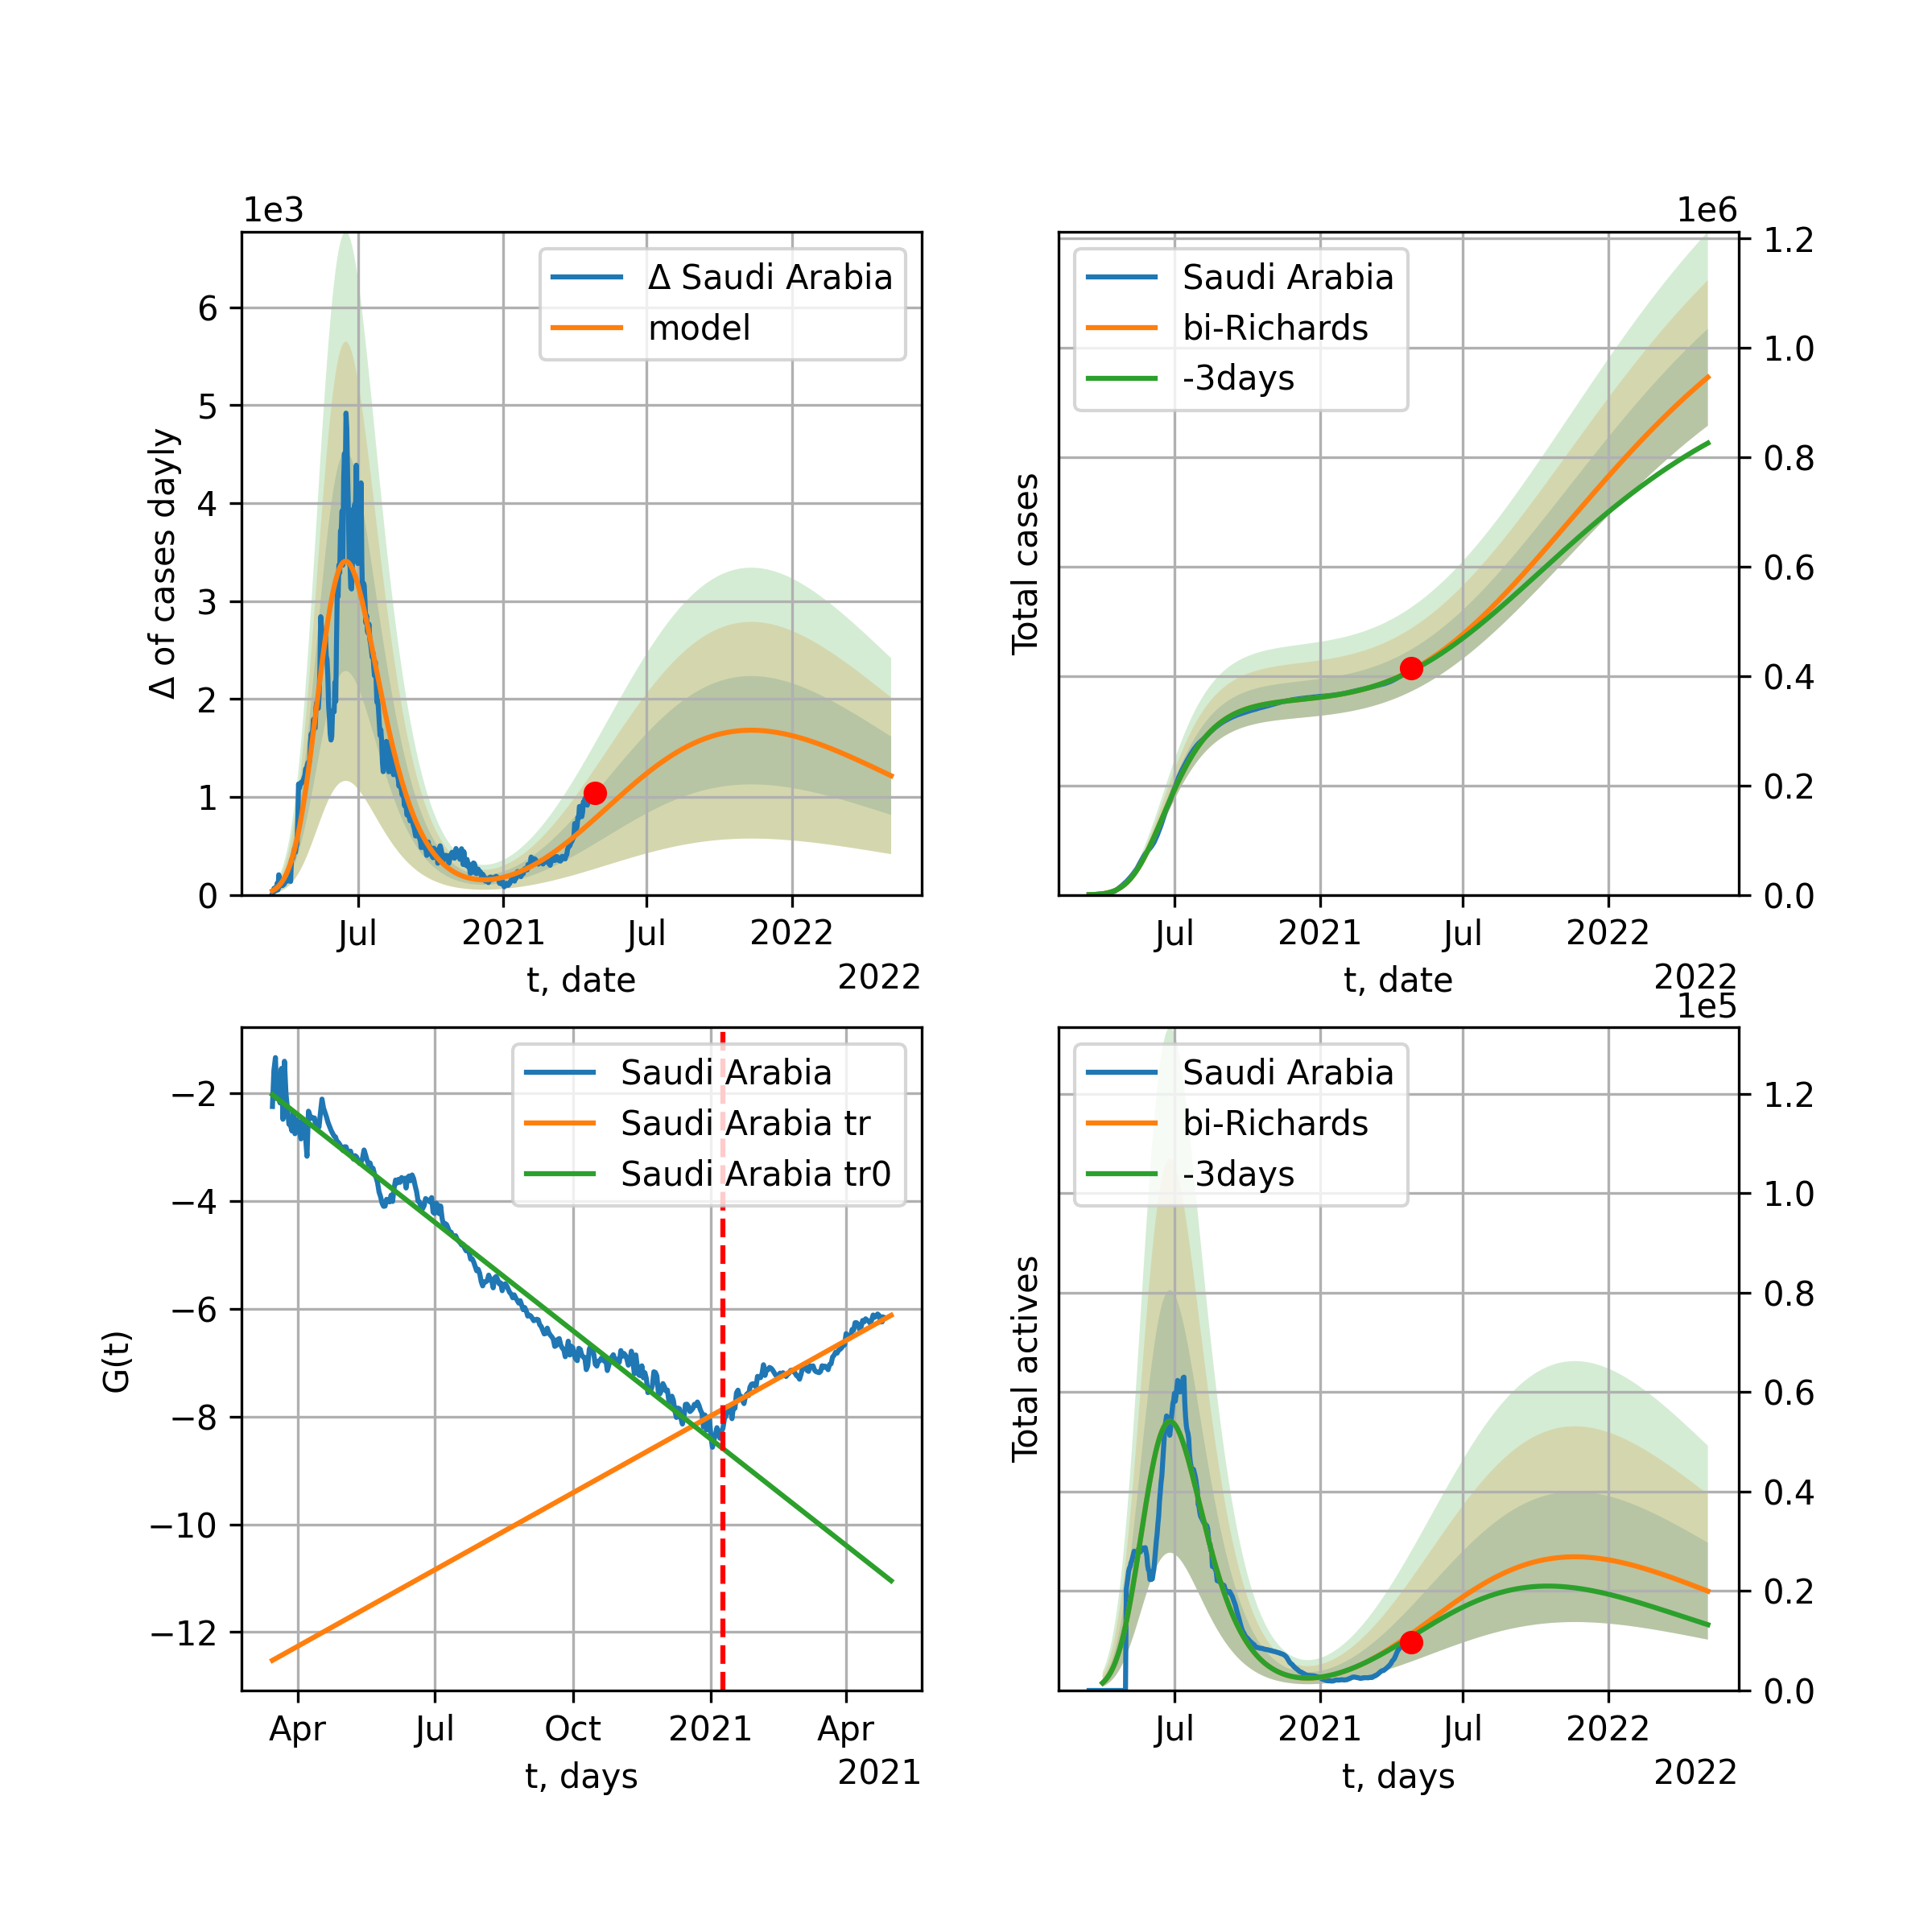 1e3
Δ of cases dayly
6
5
4
3
2
1
0
Δ Saudi Arabia
model
Jul
2021
Jul
2022
t, date
2022
1e6
Total cases
Saudi Arabia
bi-Richards
-3days
1.2
1.0
0.8
0.6
0.4
0.2
0.0
Jul
2021
Jul
2022
t, date
2022
G(t)
−2
−4
−6
−8
−10
−12
Saudi Arabia
Saudi Arabia tr
Saudi Arabia tr0
Apr
Jul
Oct
2021
Apr
t, days
2021
1e5
Total actives
Saudi Arabia
bi-Richards
-3days
1.2
1.0
0.8
0.6
0.4
0.2
0.0
Jul
2021
Jul
2022
t, days
2022